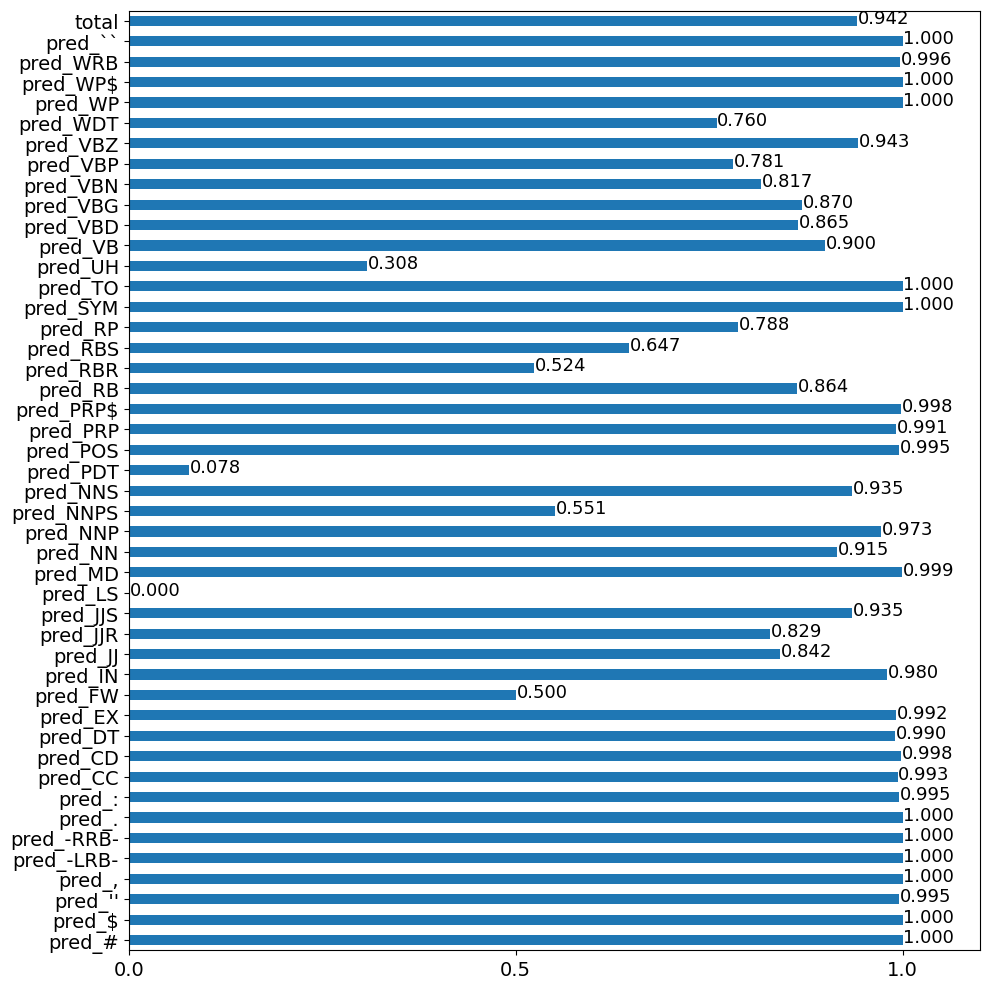 total 0.942
pred_`` 1.000
pred_WRB 0.996
pred_WP$ 1.000
pred_WP 1.000
pred_WDT 0.760
pred_VBZ 0.943
pred_VBP 0.781
pred_VBN 0.817
pred_VBG 0.870
pred_VBD 0.865
pred_VB 0.900
pred_UH 0.308
pred_TO 1.000
pred_SYM 1.000
pred_RP 0.788
pred_RBS 0.647
pred_RBR 0.524
pred_RB 0.864
pred_PRP$ 0.998
pred_PRP 0.991
pred_POS 0.995
pred_PDT 0.078
pred_NNS 0.935
pred_NNPS 0.551
pred_NNP 0.973
pred_NN 0.915
pred_MD 0.999
pred_LS 0.000
pred_JJS 0.935
pred_JJR 0.829
pred_JJ 0.842
pred_IN 0.980
pred_FW 0.500
pred_EX 0.992
pred_DT 0.990
pred_CD 0.998
pred_CC 0.993
pred_: 0.995
pred_. 1.000
pred_-RRB- 1.000
pred_-LRB- 1.000
pred_, 1.000
pred_'' 0.995
pred_$ 1.000
pred_# 1.000
0.0 0.5 1.0